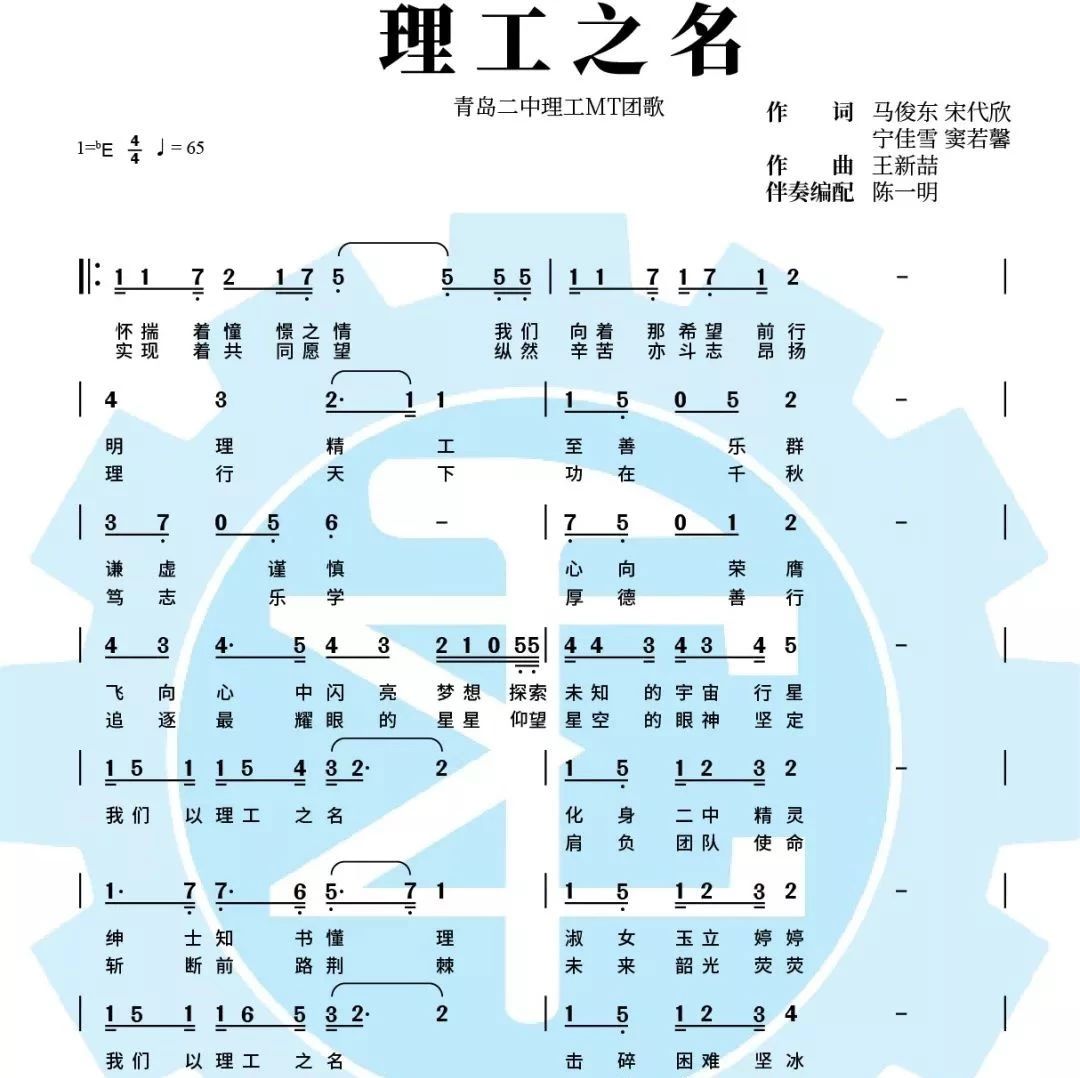 理工之名
青岛二中理工MT团歌
作 词 马俊东 宋代欣
宁佳雪 窦若馨
作 曲 王新喆
伴奏编配 陈一明
1=ᵇE 4/4 ♩= 65
1 1 7 2 1 7 5 5 5 5 1 1 7 1 7 1 2 -
怀揣着憧憬之情 我们向着那希望前行
实现着共同愿望 纵然辛苦亦斗志昂扬
4 3 2· 1 1 1 5 0 5 2 -
明理精工 至善乐群
理行天下 功在千秋
3 7 0 5 6 - 7 5 0 1 2 -
谦虚谨慎 心向荣膺
笃志乐学 厚德善行
4 3 4· 5 4 3 2 1 0 5 5 4 4 3 4 3 4 5 -
飞向心中闪亮梦想 探索未知的宇宙行星
追逐最耀眼的星星 仰望星空的眼神坚定
1 5 1 1 5 4 3 2· 2 1 5 1 2 3 2 -
我们以理工之名 化身二中精灵
肩负团队使命
1· 7 7· 6 5· 7 1 1 5 1 2 3 2 -
绅士知书懂理 淑女玉立婷婷
斩断前路荆棘 未来韶光荧荧
1 5 1 1 6 5 3 2· 2 1 5 1 2 3 4 -
我们以理工之名 击碎困难坚冰